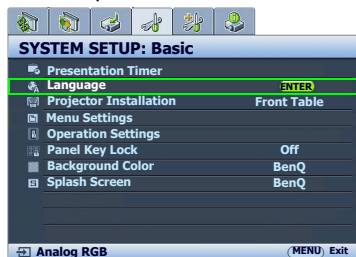 SYSTEM SETUP: Basic
Presentation Timer
Language ENTER
Projector Installation Front Table
Menu Settings
Operation Settings
Panel Key Lock Off
Background Color BenQ
Splash Screen BenQ
Analog RGB MENU Exit